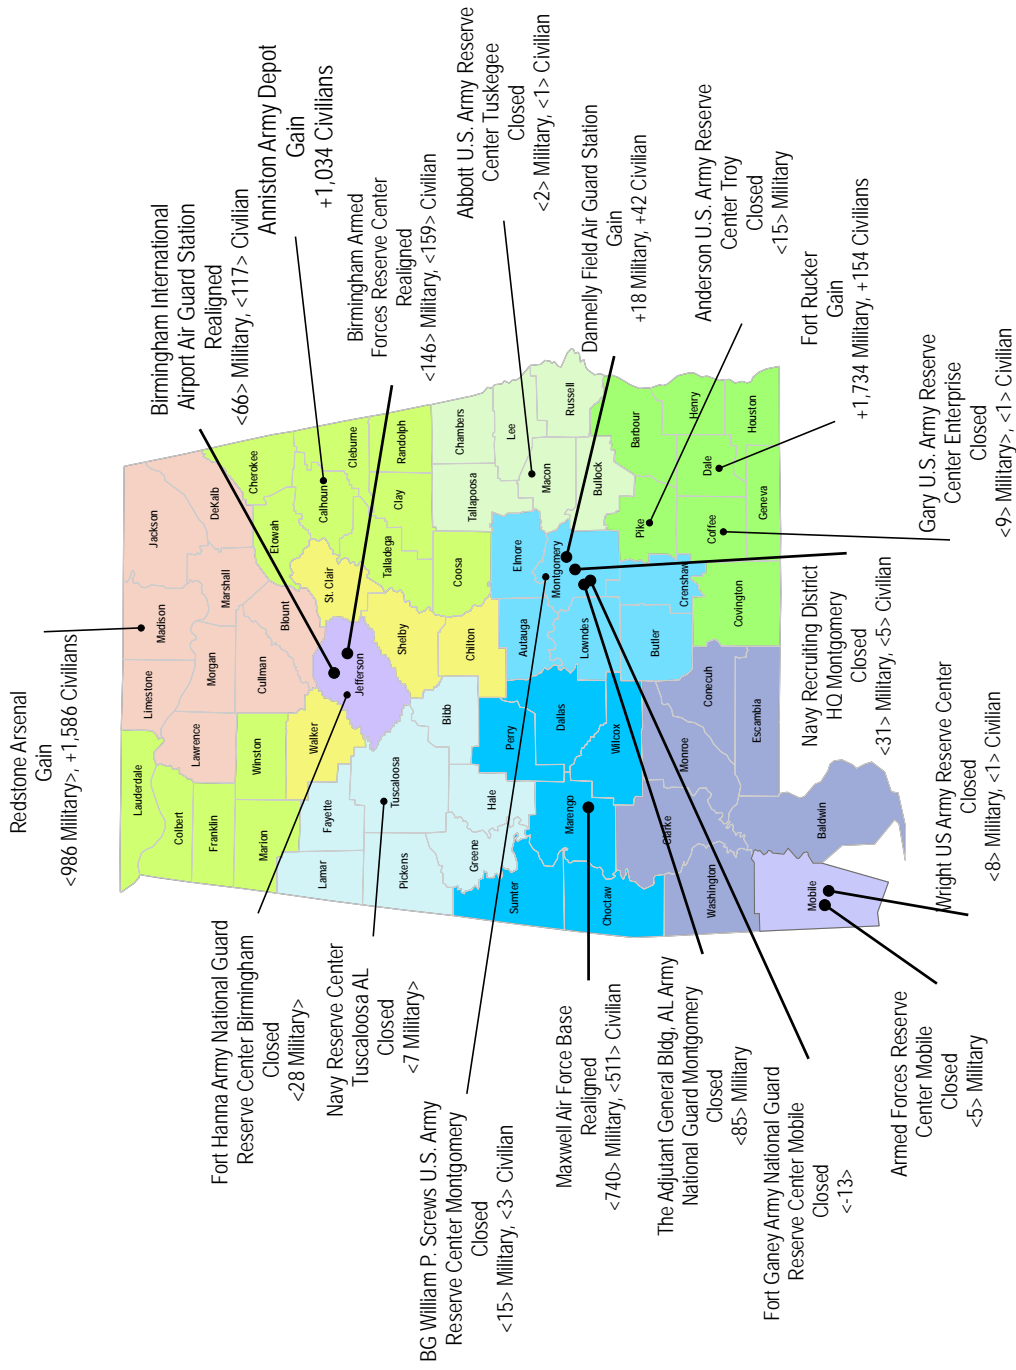 Redstone Arsenal
Gain
<986 Military>, +1,586 Civilians
Birmingham International
Airport Air Guard Station
Realigned
<66> Military, <117> Civilian
Anniston Army Depot
Gain
+1,034 Civilians
Birmingham Armed
Forces Reserve Center
Realigned
<146> Military, <159> Civilian
Abbott U.S. Army Reserve
Center Tuskegee
Closed
<2> Military, <1> Civilian
Dannelly Field Air Guard Station
Gain
+18 Military, +42 Civilian
Anderson U.S. Army Reserve
Center Troy
Closed
<15> Military
Fort Rucker
Gain
+1,734 Military, +154 Civilians
Gary U.S. Army Reserve
Center Enterprise
Closed
<9> Military>, <1> Civilian
Navy Recruiting District
HQ Montgomery
Closed
<31> Military, <5> Civilian
Wright US Army Reserve Center
Closed
<8> Military, <1> Civilian
Fort Hanna Army National Guard
Reserve Center Birmingham
Closed
<28 Military>
Navy Reserve Center
Tuscaloosa AL
Closed
<7 Military>
BG William P. Screws U.S. Army
Reserve Center Montgomery
Closed
<15> Military, <3> Civilian
Maxwell Air Force Base
Realigned
<740> Military, <511> Civilian
The Adjutant General Bldg, AL Army
National Guard Montgomery
Closed
<85> Military
Fort Ganey Army National Guard
Reserve Center Mobile
Closed
<-13>
Armed Forces Reserve
Center Mobile
Closed
<5> Military
Lauderdale
Limestone
Madison
Jackson
Colbert
Lawrence
Morgan
Marshall
DeKalb
Franklin
Marion
Winston
Cullman
Blount
Etowah
Cherokee
Lamar
Fayette
Walker
Jefferson
St. Clair
Calhoun
Cleburne
Pickens
Tuscaloosa
Shelby
Talladega
Clay
Randolph
Greene
Hale
Bibb
Chilton
Coosa
Tallapoosa
Chambers
Sumter
Marengo
Perry
Dallas
Autauga
Elmore
Macon
Lee
Russell
Choctaw
Wilcox
Lowndes
Montgomery
Bullock
Barbour
Washington
Clarke
Monroe
Conecuh
Butler
Crenshaw
Pike
Dale
Henry
Mobile
Baldwin
Escambia
Covington
Coffee
Geneva
Houston